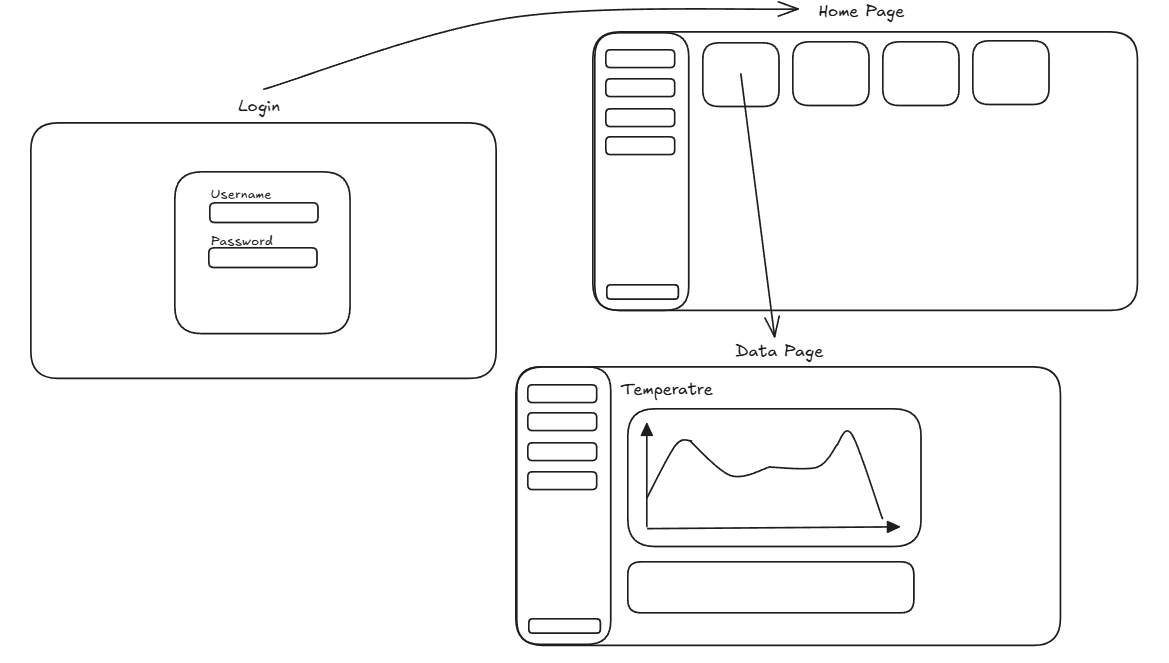 Home Page
Login
Username
Password
Data Page
Temperatre